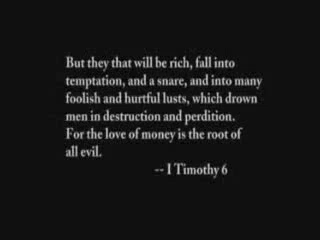 But they that will be rich, fall into
temptation, and a snare, and into many
foolish and hurtful lusts, which drown
men in destruction and perdition.
For the love of money is the root of
all evil.
-- I Timothy 6